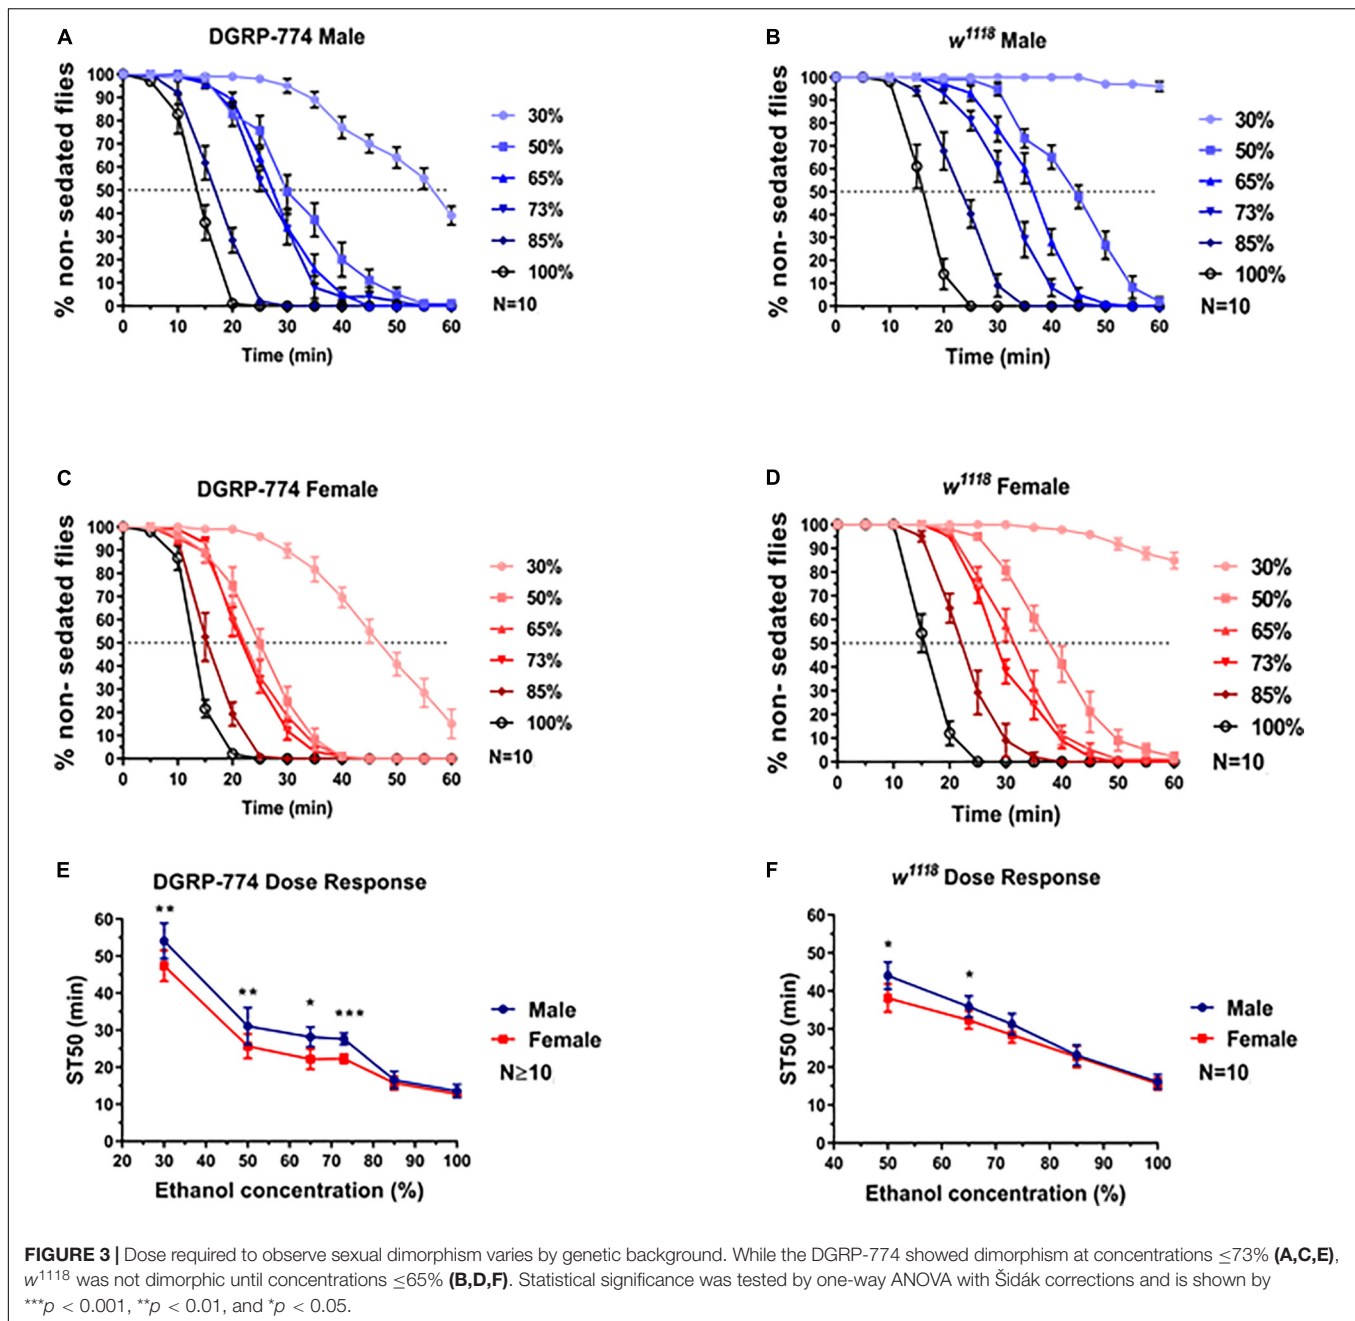 A
DGRP-774 Male
% non- sedated flies
100
90
80
70
60
50
40
30
20
10
0
0 10 20 30 40 50 60
Time (min)
30%
50%
65%
73%
85%
100%
N=10
B
w1118 Male
% non- sedated flies
100
90
80
70
60
50
40
30
20
10
0
0 10 20 30 40 50 60
Time (min)
30%
50%
65%
73%
85%
100%
N=10
C
DGRP-774 Female
% non- sedated flies
100
90
80
70
60
50
40
30
20
10
0
0 10 20 30 40 50 60
Time (min)
30%
50%
65%
73%
85%
100%
N=10
D
w1118 Female
% non- sedated flies
100
90
80
70
60
50
40
30
20
10
0
0 10 20 30 40 50 60
Time (min)
30%
50%
65%
73%
85%
100%
N=10
E
DGRP-774 Dose Response
ST50 (min)
60
50
40
30
20
10
0
** ** * ***
20 30 40 50 60 70 80 90 100
Ethanol concentration (%)
Male
Female
N≥10
F
w1118 Dose Response
ST50 (min)
60
50
40
30
20
10
0
* *
40 50 60 70 80 90 100
Ethanol concentration (%)
Male
Female
N=10
FIGURE 3 | Dose required to observe sexual dimorphism varies by genetic background. While the DGRP-774 showed dimorphism at concentrations ≤73% (A,C,E),
w1118 was not dimorphic until concentrations ≤65% (B,D,F). Statistical significance was tested by one-way ANOVA with Šidák corrections and is shown by
***p < 0.001, **p < 0.01, and *p < 0.05.